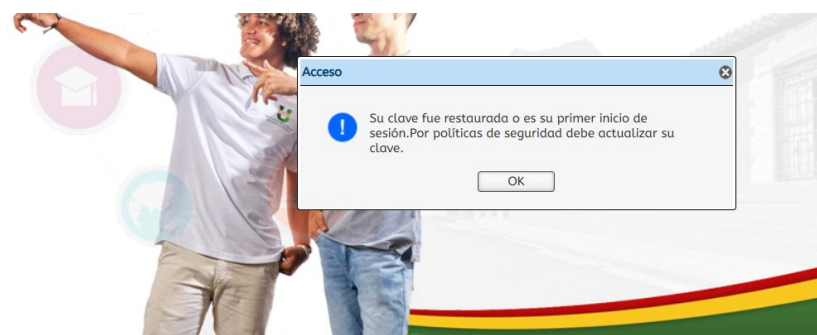 Acceso
Su clave fue restaurada o es su primer inicio de
sesión.Por políticas de seguridad debe actualizar su
clave.
OK